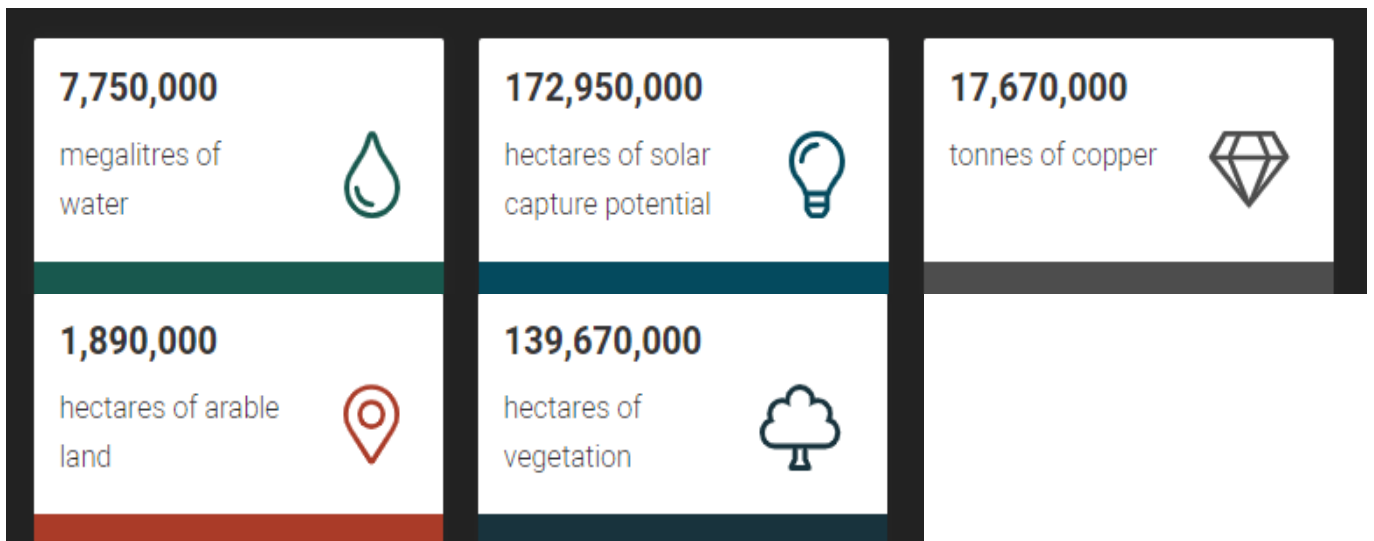 7,750,000
megalitres of
water
172,950,000
hectares of solar
capture potential
17,670,000
tonnes of copper
1,890,000
hectares of arable
land
139,670,000
hectares of
vegetation